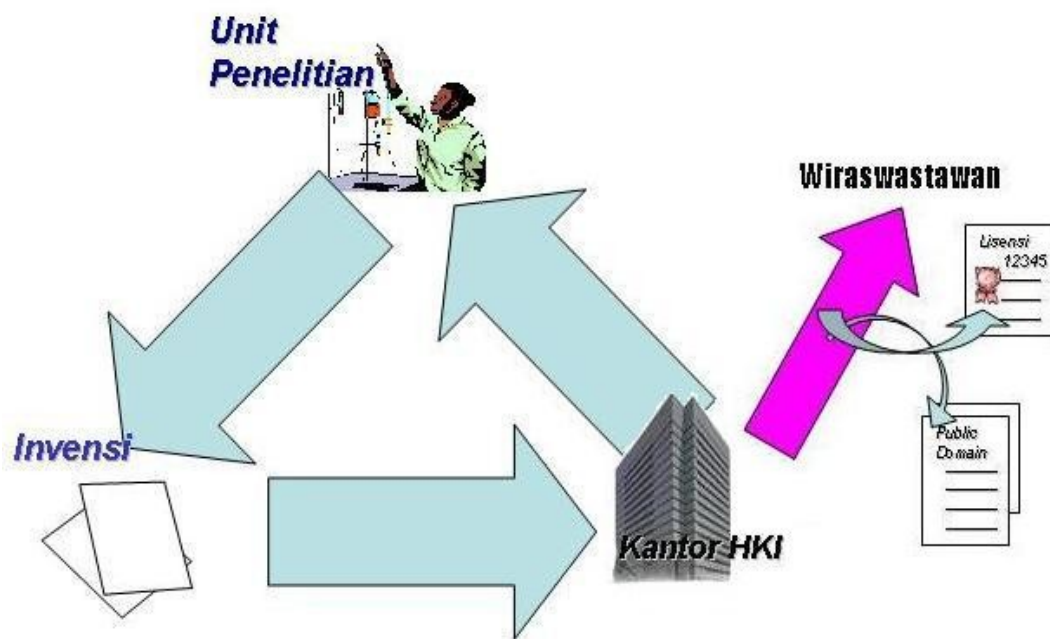 Unit
Penelitian
Wiraswastawan
Lisensi
12345
Invensi
Public
Domain
Kantor HKI